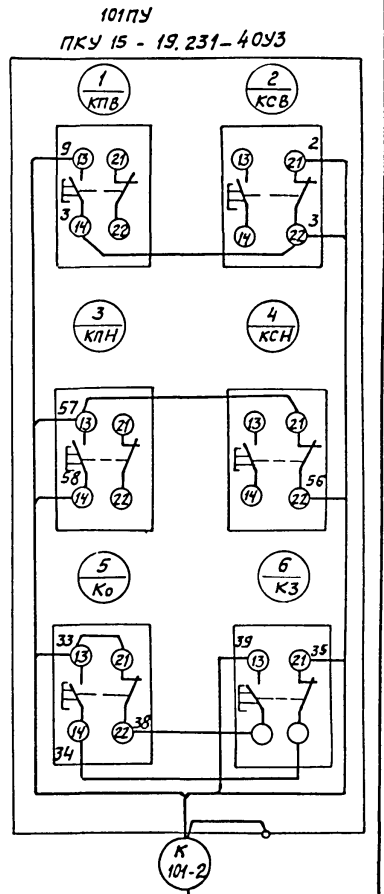 101ПУ
ПКУ 15 - 19.231-40У3
1 2
КПВ КСВ
9 13 21 13 21 2
3 14 22 14 22 3
3 4
КПН КСН
57 13 21 13 21
58 14 22 14 22 56
5 6
Ко КЗ
33 13 21 39 13 21 35
14 22 38
34
К
101-2